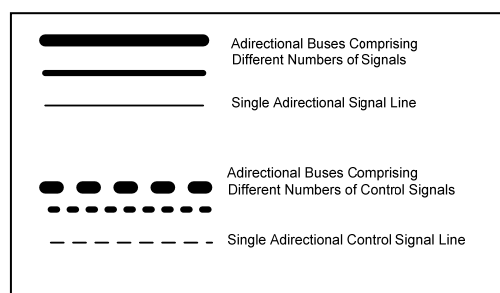 Adirectional Buses Comprising
Different Numbers of Signals
Single Adirectional Signal Line
Adirectional Buses Comprising
Different Numbers of Control Signals
Single Adirectional Control Signal Line